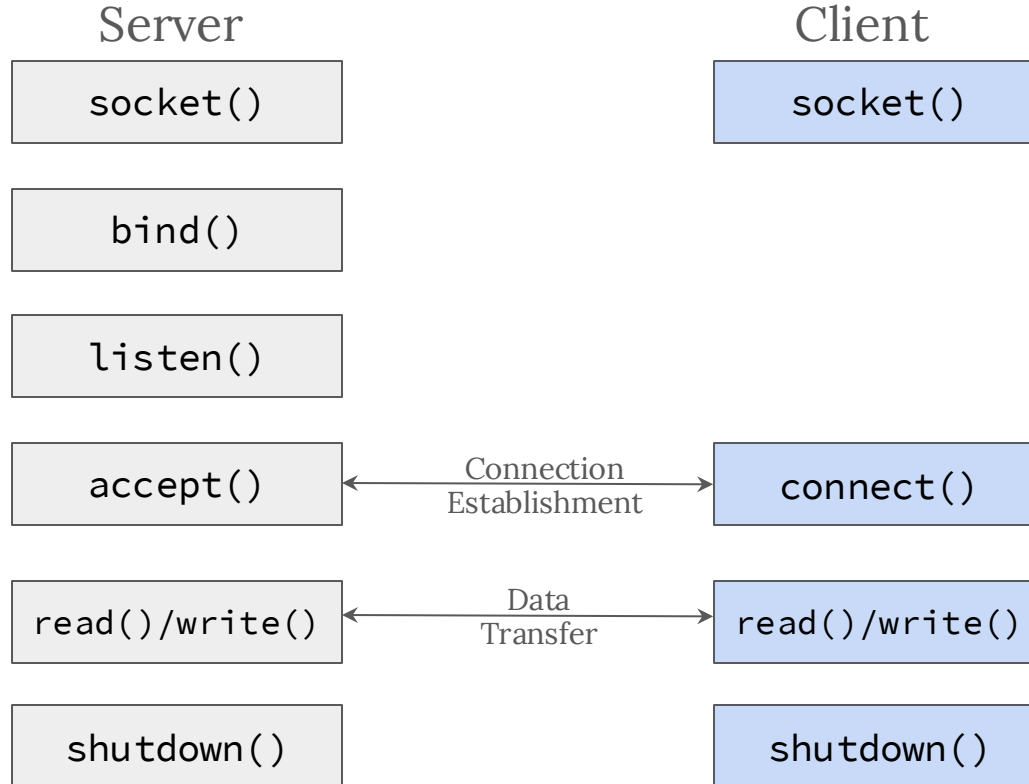 Server
Client
socket()
socket()
bind()
listen()
accept()
Connection
Establishment
connect()
read()/write()
Data
Transfer
read()/write()
shutdown()
shutdown()